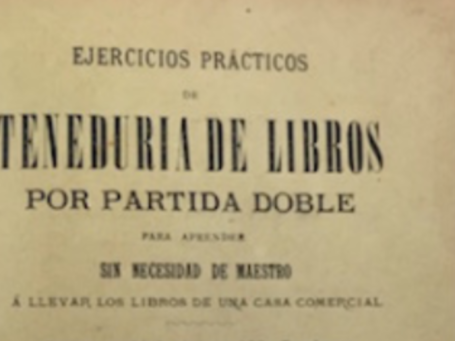 EJERCICIOS PRÁCTICOS
DE
TENEDURIA DE LIBROS
POR PARTIDA DOBLE
PARA APRENDER
SIN NECESIDAD DE MAESTRO
Á LLEVAR LOS LIBROS DE UNA CASA COMERCIAL